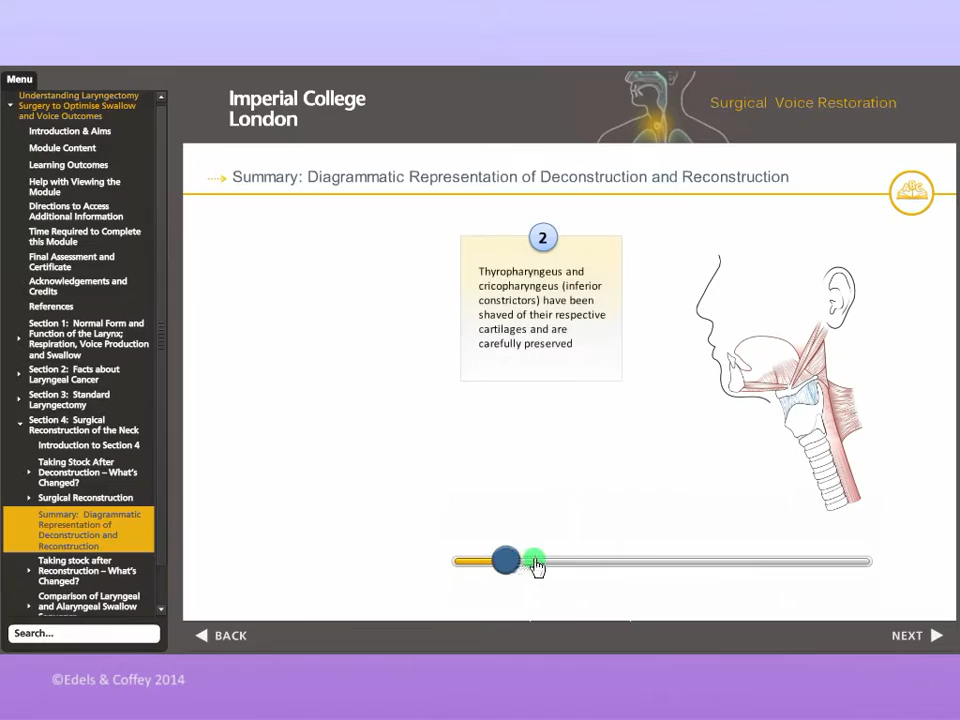 Menu
Understanding Laryngectomy
Surgery to Optimise Swallow
and Voice Outcomes
Introduction & Aims
Module Content
Learning Outcomes
Help with Viewing the
Module
Directions to Access
Additional Information
Time Required to Complete
this Module
Final Assessment and
Certificate
Acknowledgements and
Credits
References
Section 1: Normal Form and
Function of the Larynx;
Respiration, Voice Production
and Swallow
Section 2: Facts about
Laryngeal Cancer
Section 3: Standard
Laryngectomy
Section 4: Surgical
Reconstruction of the Neck
Introduction to Section 4
Taking Stock After
Deconstruction – What's
Changed?
Surgical Reconstruction
Summary: Diagrammatic
Representation of
Deconstruction and
Reconstruction
Taking stock after
Reconstruction – What's
Changed?
Comparison of Laryngeal
and Alaryngeal Swallow
Search...
Imperial College
London
Surgical Voice Restoration
Summary: Diagrammatic Representation of Deconstruction and Reconstruction
ABC
2
Thyropharyngeus and
cricopharyngeus (inferior
constrictors) have been
shaved of their respective
cartilages and are
carefully preserved
BACK
NEXT
©Edels & Coffey 2014